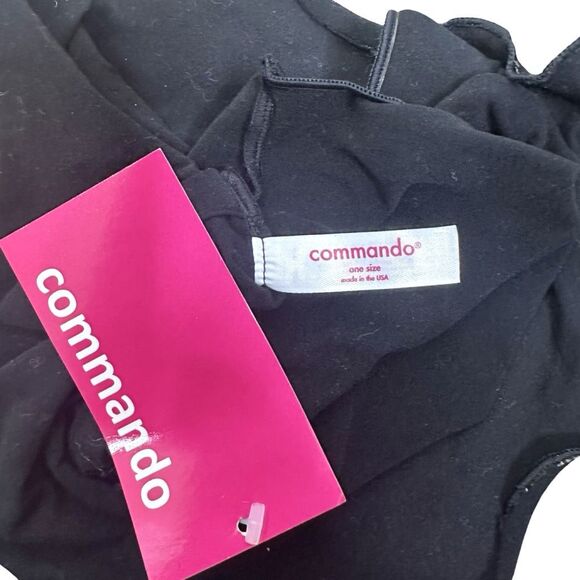 commando®
one size
made in the USA
commando